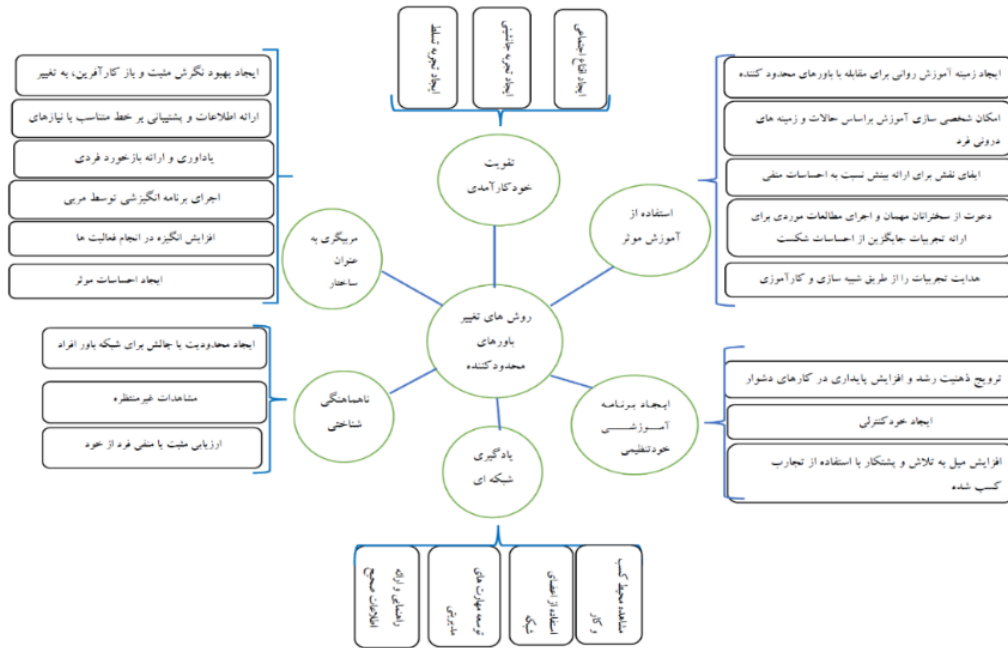 ایجاد تجربه تسلط
ایجاد تجربه جانشینی
ایجاد اقناع اجتماعی
تقویت
خودکارآمدی
ایجاد زمینه آموزش روانی برای مقابله با باورهای محدود کننده
امکان شخصی سازی آموزش براساس حالات و زمینه های
درونی فرد
ایفای نقش برای ارائه بینش نسبت به احساسات منفی
دعوت از سخنرانان مهمان و اجرای مطالعات موردی برای
ارائه تجربیات جایگزین از احساسات شکست
هدایت تجربیات را از طریق شبیه سازی و کارآموزی
استفاده از
آموزش موثر
ایجاد بهبود نگرش مثبت و باز کارآفرین، به تغییر
ارائه اطلاعات و پشتیبانی بر خط متناسب با نیازهای
یاداوری و ارائه بازخورد فردی
اجرای برنامه انگیزشی توسط مربی
افزایش انگیزه در انجام فعالیت ها
ایجاد احساسات موثر
مربیگری به
عنوان
ساختار
روش های تغییر
باورهای
محدودکننده
ایجاد محدودیت یا چالش برای شبکه باور افراد
مشاهدات غیرمنتظره
ارزیابی مثبت یا منفی فرد از خود
ناهماهنگی
شناختی
ایجاد برنامه
آموزشی
خودتنظیمی
ترویج ذهنیت رشد و افزایش پایداری در کارهای دشوار
ایجاد خودکنترلی
افزایش میل به تلاش و پشتکار با استفاده از تجارب
کسب شده
یادگیری
شبکه ای
راهنمایی و ارائه
اطلاعات صحیح
توسعه مهارت های
مدیریتی
استفاده از اعضای
شبکه
مشاهده محیط کسب
و کار